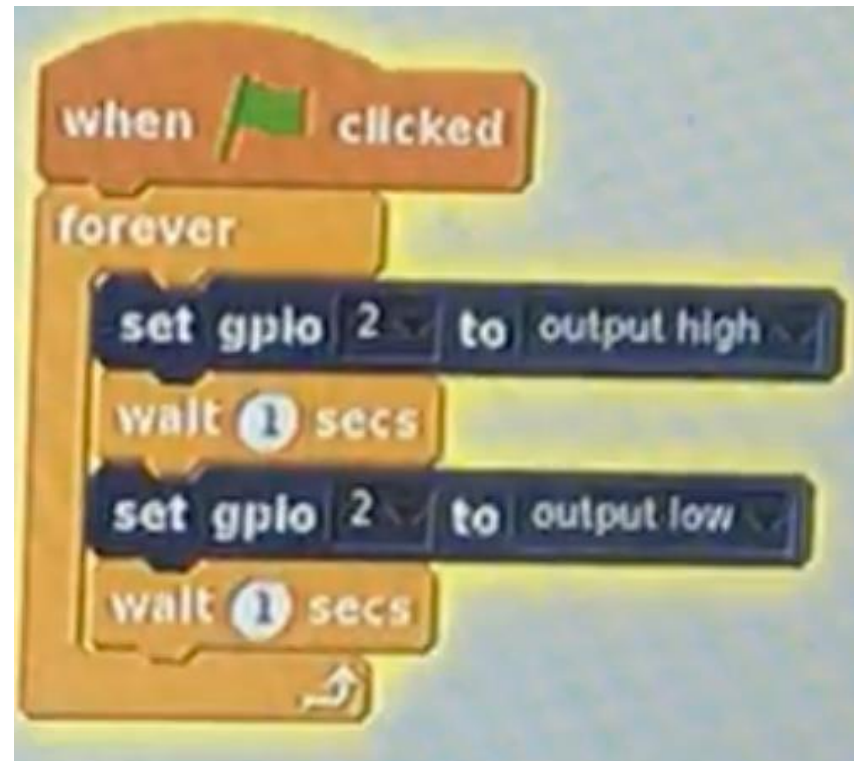 when clicked
forever
set gpio 2 to output high
wait 1 secs
set gpio 2 to output low
wait 1 secs